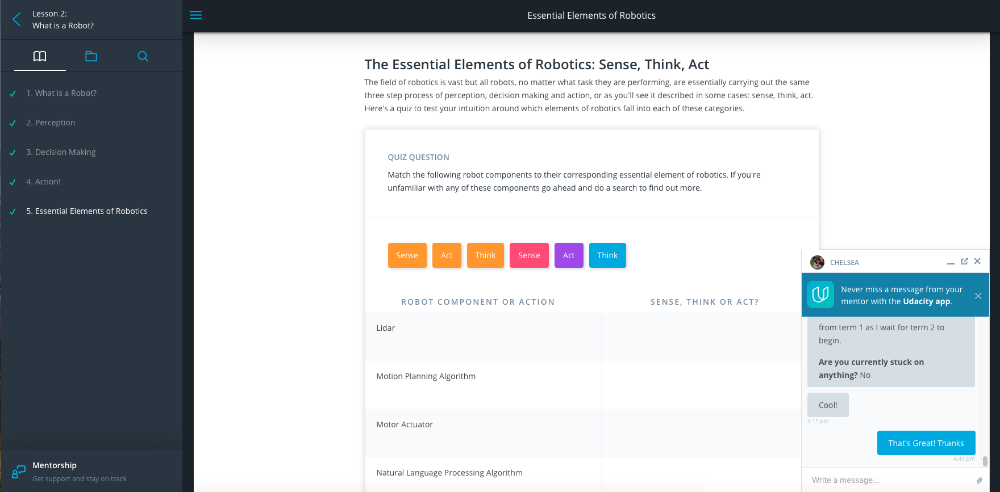 Lesson 2:
What is a Robot?
1. What is a Robot?
2. Perception
3. Decision Making
4. Action!
5. Essential Elements of Robotics
Mentorship
Get support and stay on track
Essential Elements of Robotics
The Essential Elements of Robotics: Sense, Think, Act
The field of robotics is vast but all robots, no matter what task they are performing, are essentially carrying out the same
three step process of perception, decision making and action, or as you'll see it described in some cases: sense, think, act.
Here's a quiz to test your intuition around which elements of robotics fall into each of these categories.
QUIZ QUESTION
Match the following robot components to their corresponding essential element of robotics. If you're
unfamiliar with any of these components go ahead and do a search to find out more.
Sense Act Think Sense Act Think
ROBOT COMPONENT OR ACTION SENSE, THINK OR ACT?
Lidar
Motion Planning Algorithm
Motor Actuator
Natural Language Processing Algorithm
CHELSEA
Never miss a message from your
mentor with the Udacity app.
from term 1 as I wait for term 2 to
begin.
Are you currently stuck on
anything? No
Cool!
4:15 pm
That's Great! Thanks
4:49 pm
Write a message...